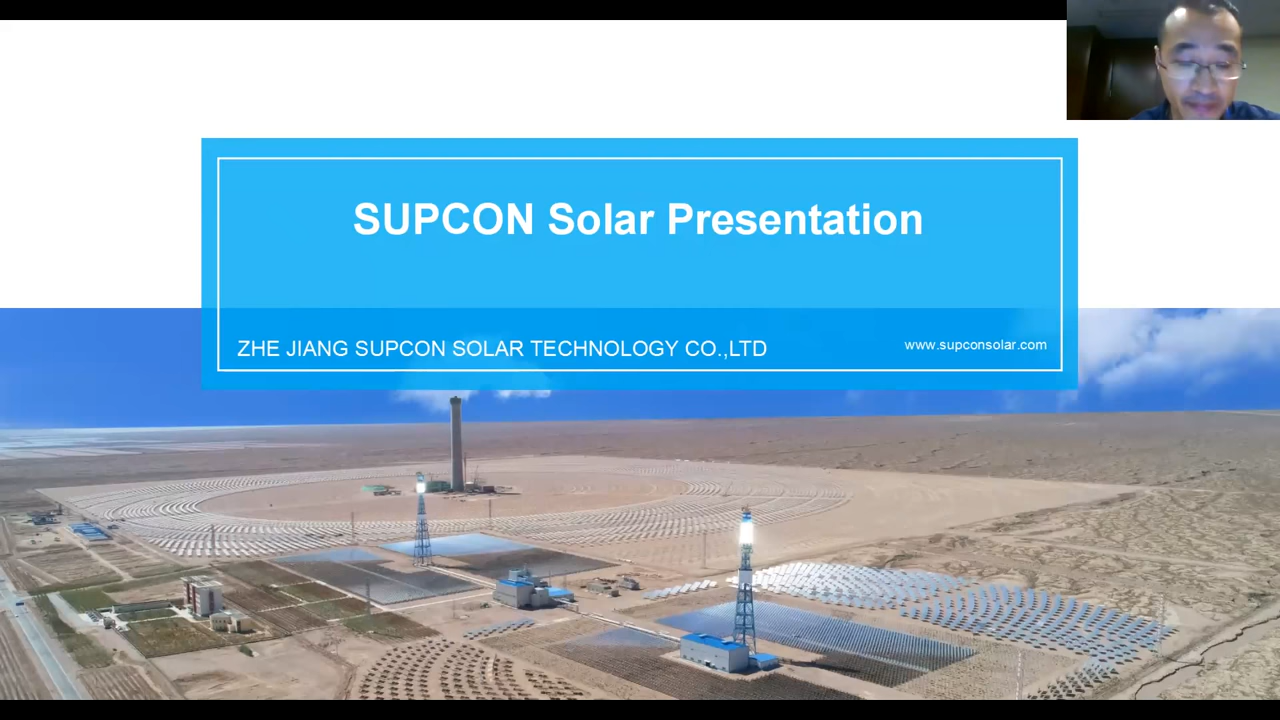 SUPCON Solar Presentation
ZHE JIANG SUPCON SOLAR TECHNOLOGY CO.,LTD
www.supconsolar.com